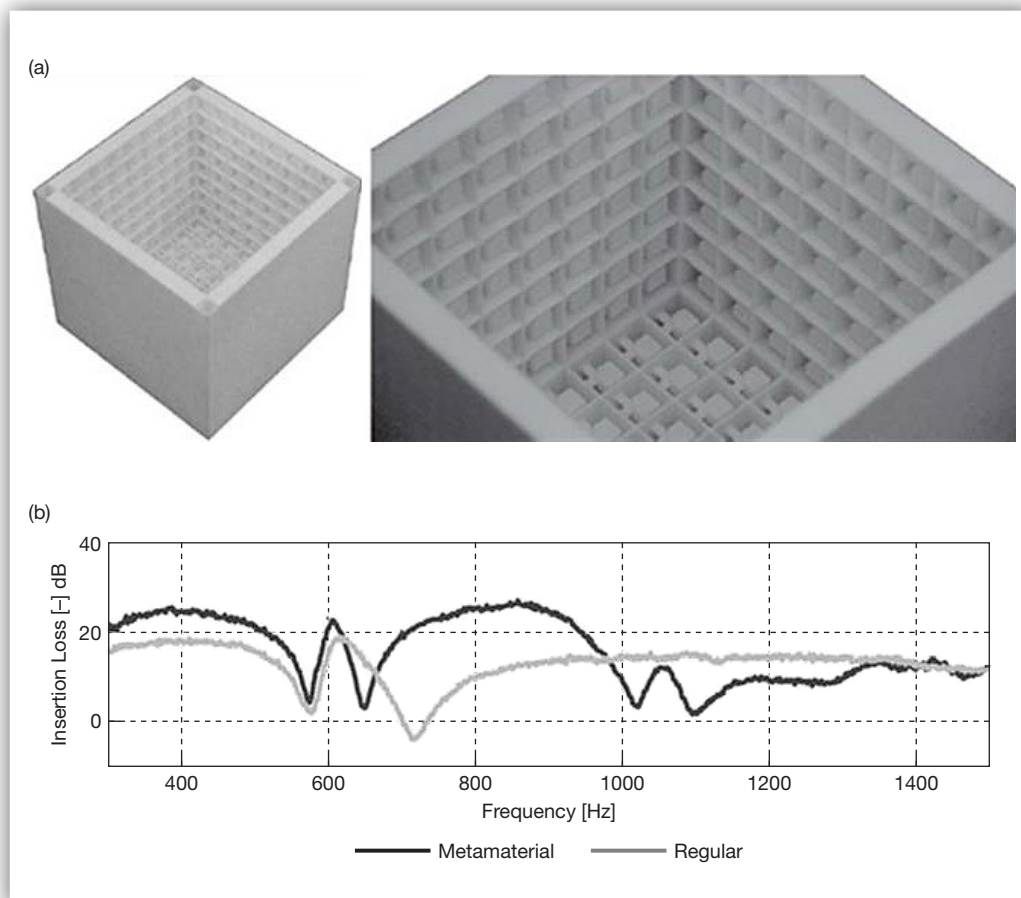 (a)
(b)
40
20
0
Insertion Loss [–] dB
400
600
800
1000
1200
1400
Frequency [Hz]
Metamaterial
Regular